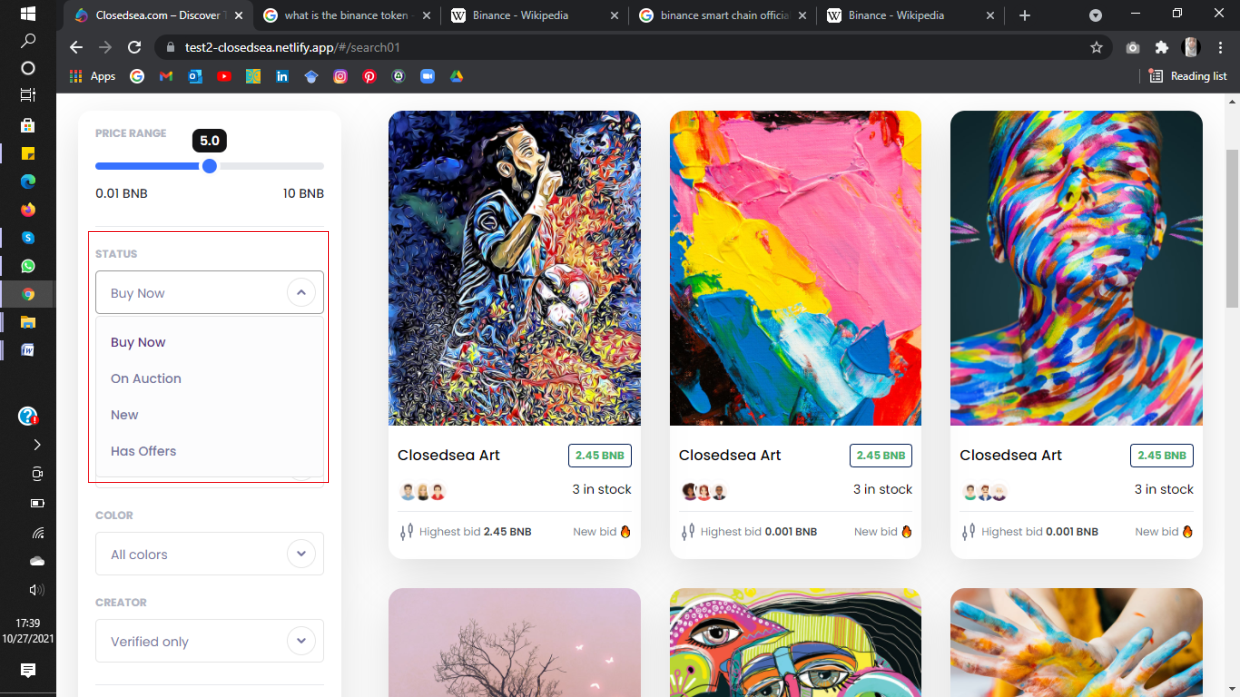 Closedsea.com – Discover T
what is the binance token -
Binance - Wikipedia
binance smart chain officia
Binance - Wikipedia
test2-closedsea.netlify.app/#/search01
Apps
Reading list
PRICE RANGE
5.0
0.01 BNB
10 BNB
STATUS
Buy Now
Buy Now
On Auction
New
Has Offers
COLOR
All colors
CREATOR
Verified only
Closedsea Art
2.45 BNB
3 in stock
Highest bid 2.45 BNB
New bid
Closedsea Art
2.45 BNB
3 in stock
Highest bid 0.001 BNB
New bid
Closedsea Art
2.45 BNB
3 in stock
Highest bid 0.001 BNB
New bid
17:39
10/27/2021